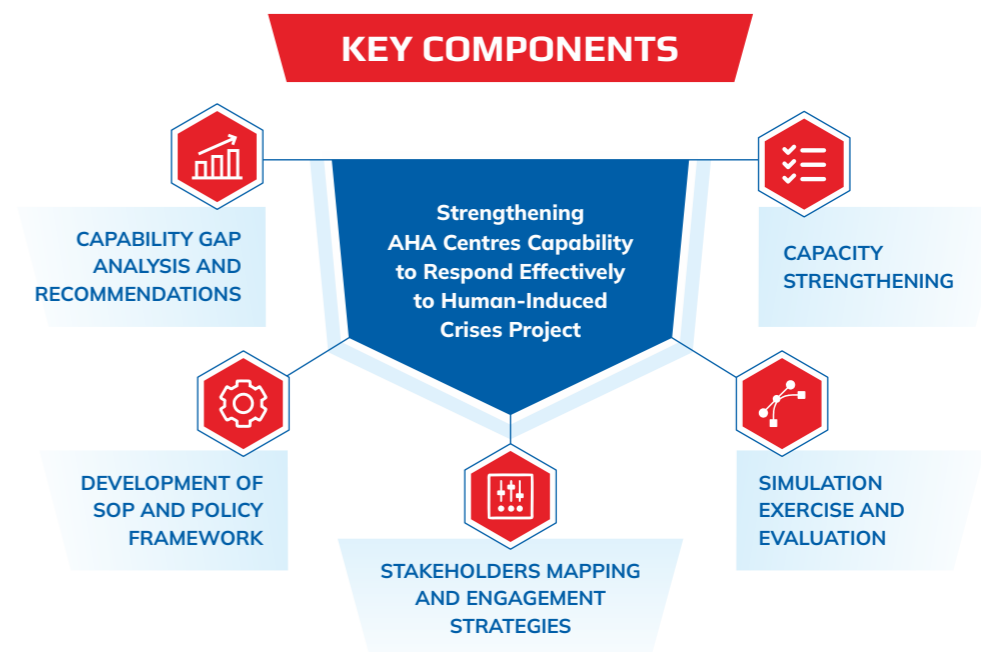 KEY COMPONENTS
Strengthening
AHA Centres Capability
to Respond Effectively
to Human-Induced
Crises Project
CAPABILITY GAP
ANALYSIS AND
RECOMMENDATIONS
CAPACITY
STRENGTHENING
DEVELOPMENT OF
SOP AND POLICY
FRAMEWORK
SIMULATION
EXERCISE AND
EVALUATION
STAKEHOLDERS MAPPING
AND ENGAGEMENT
STRATEGIES